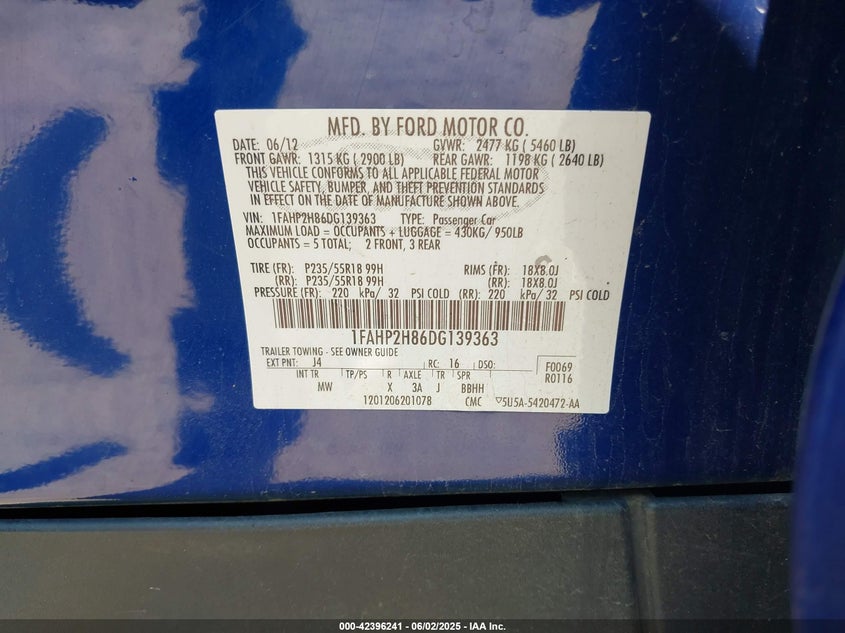 MFD. BY FORD MOTOR CO.
DATE: 06/12 GVWR: 2477 KG ( 5460 LB)
FRONT GAWR: 1315 KG ( 2900 LB) REAR GAWR: 1198 KG ( 2640 LB)
THIS VEHICLE CONFORMS TO ALL APPLICABLE FEDERAL MOTOR
VEHICLE SAFETY, BUMPER, AND THEFT PREVENTION STANDARDS
IN EFFECT ON THE DATE OF MANUFACTURE SHOWN ABOVE.
VIN: 1FAHP2H86DG139363 TYPE: Passenger Car
MAXIMUM LOAD = OCCUPANTS + LUGGAGE = 430KG/ 950LB
OCCUPANTS = 5 TOTAL; 2 FRONT, 3 REAR
TIRE (FR): P235/55R18 99H RIMS (FR): 18X8.0J
(RR): P235/55R18 99H (RR): 18X8.0J
PRESSURE (FR): 220 kPa/ 32 PSI COLD (RR): 220 kPa/ 32 PSI COLD
1FAHP2H86DG139363
TRAILER TOWING - SEE OWNER GUIDE
EXT PNT: J4 RC: 16 DSO: F0069
INT TR TP/PS R AXLE TR SPR R0116
MW X 3A J BBHH
1201206201078 CMC ▽5U5A-5420472-AA
000-42396241 - 06/02/2025 - IAA Inc.